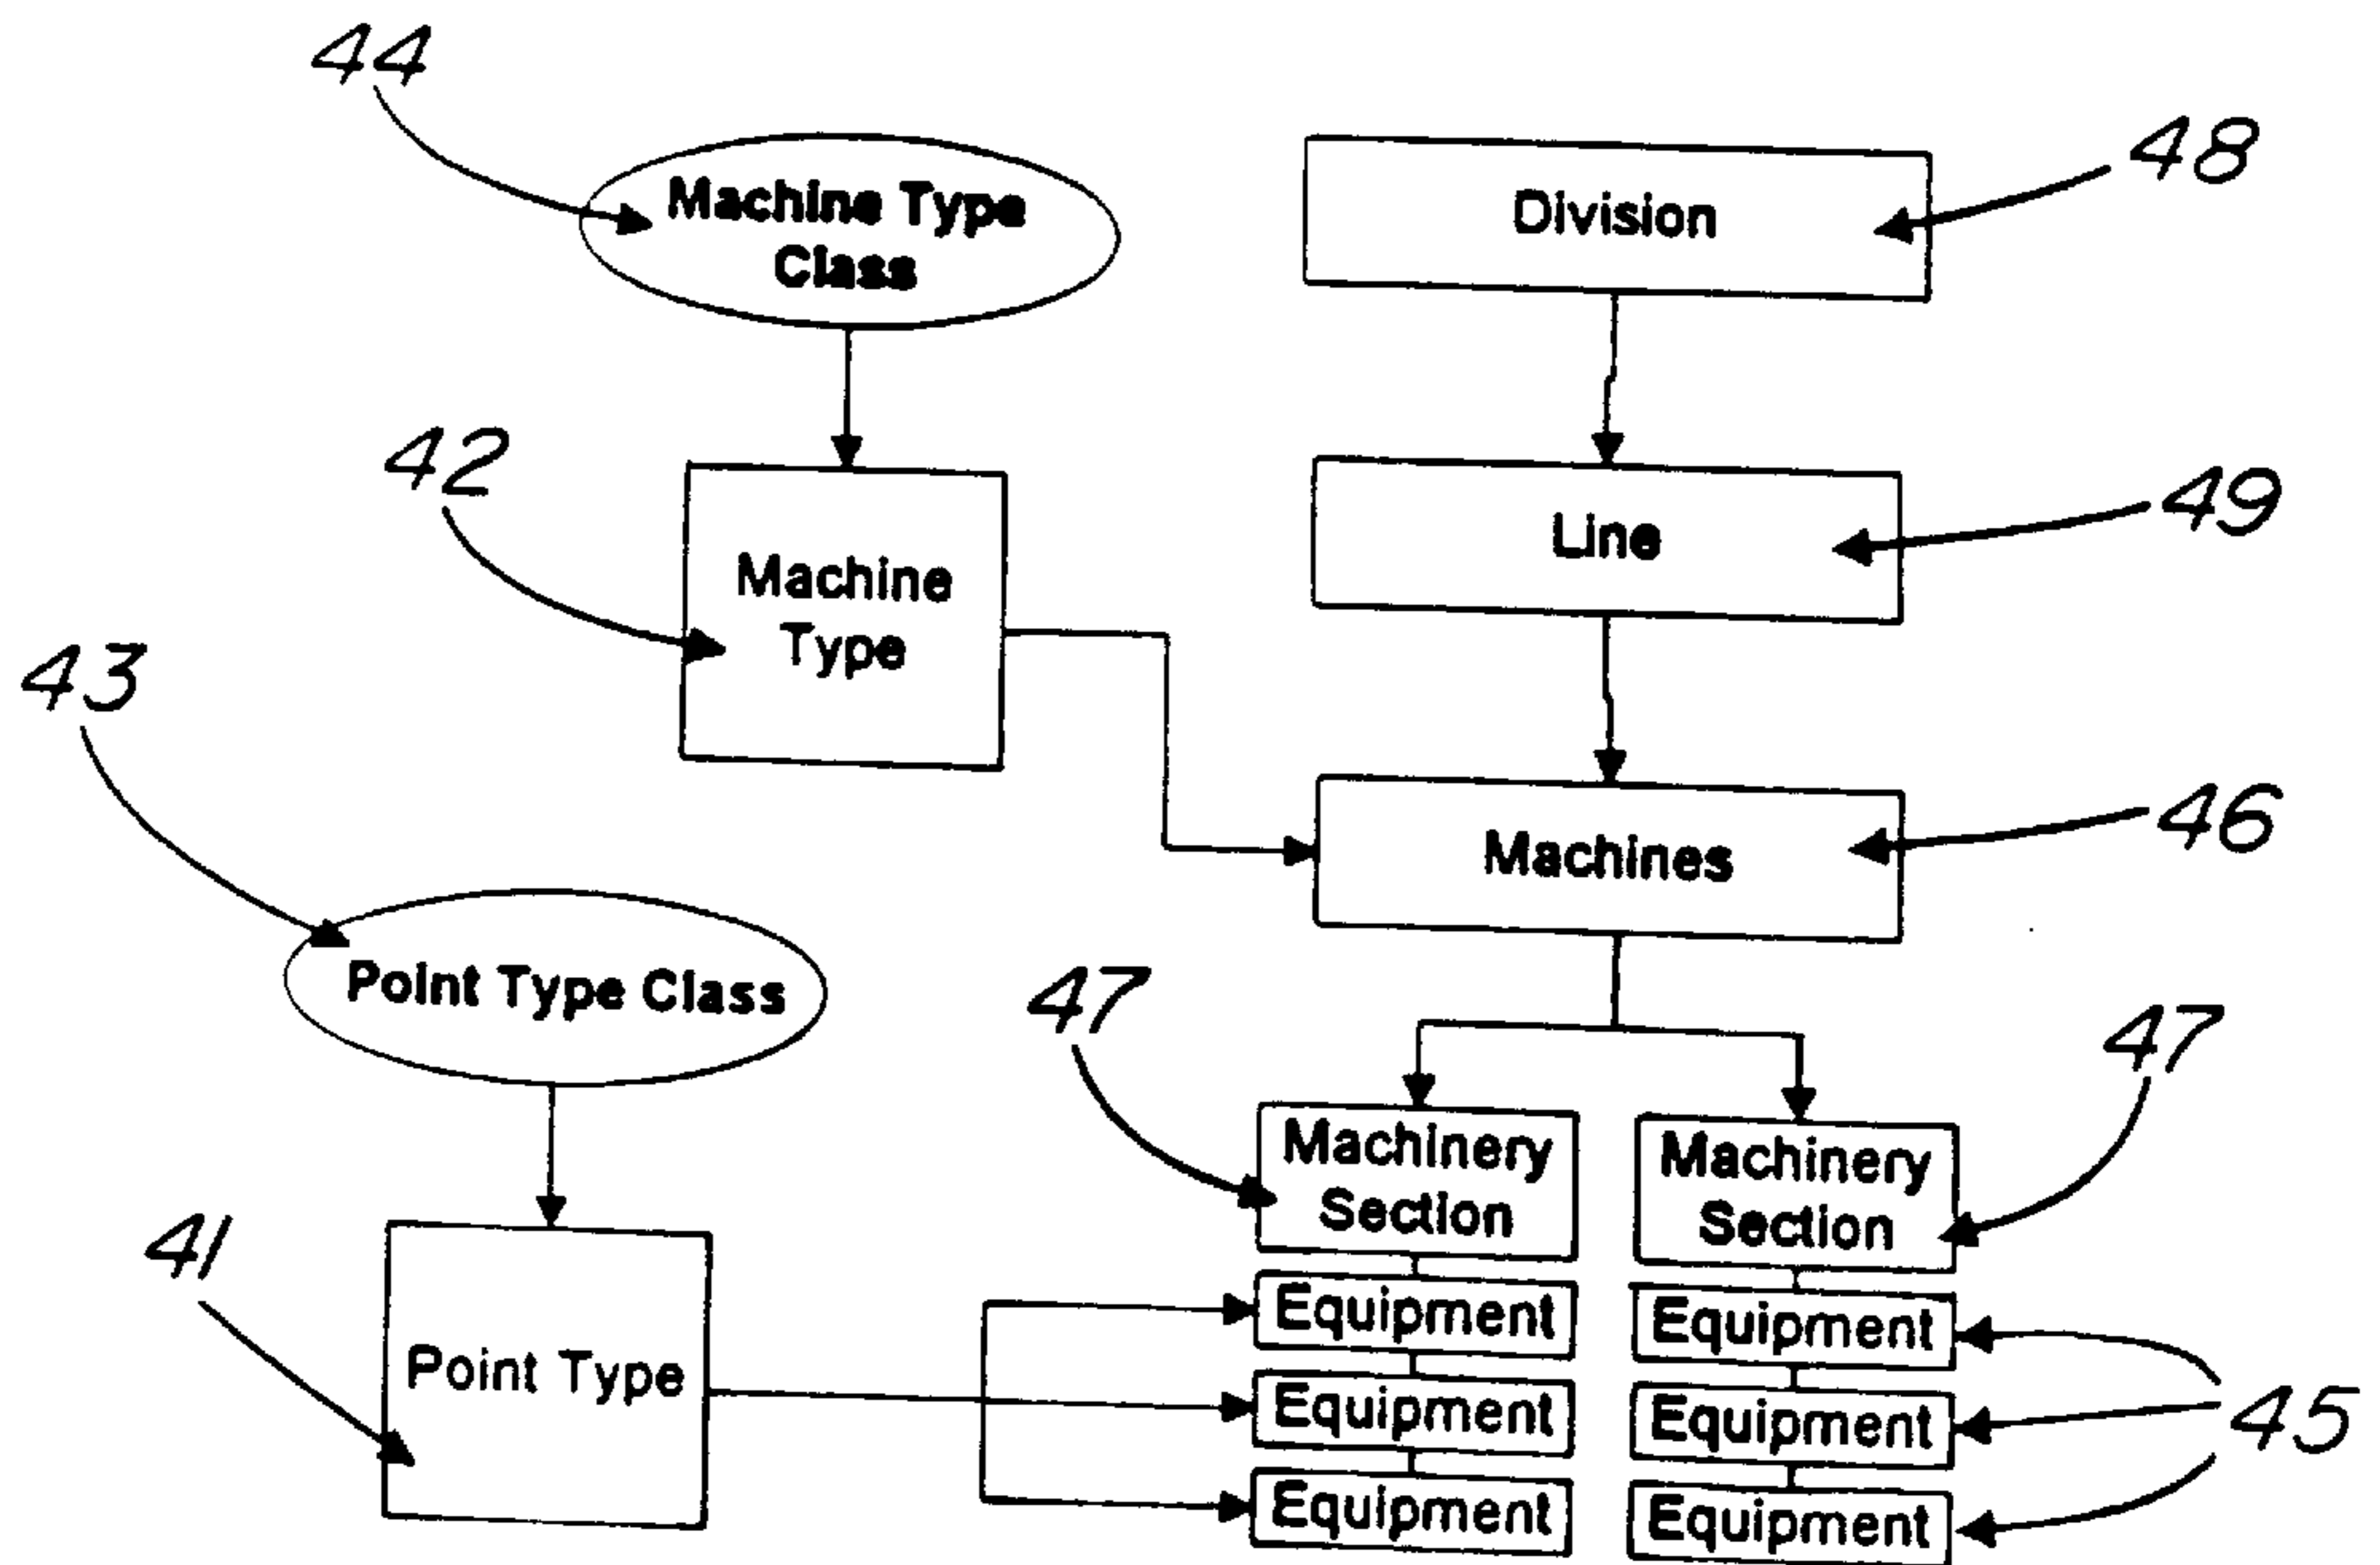 44
Machine Type
Class
48
Division
42
Machine
Type
49
Line
43
46
Machines
Point Type Class
47
47
Machinery
Section
Machinery
Section
41
Point Type
Equipment
Equipment
Equipment
Equipment
Equipment
Equipment
45